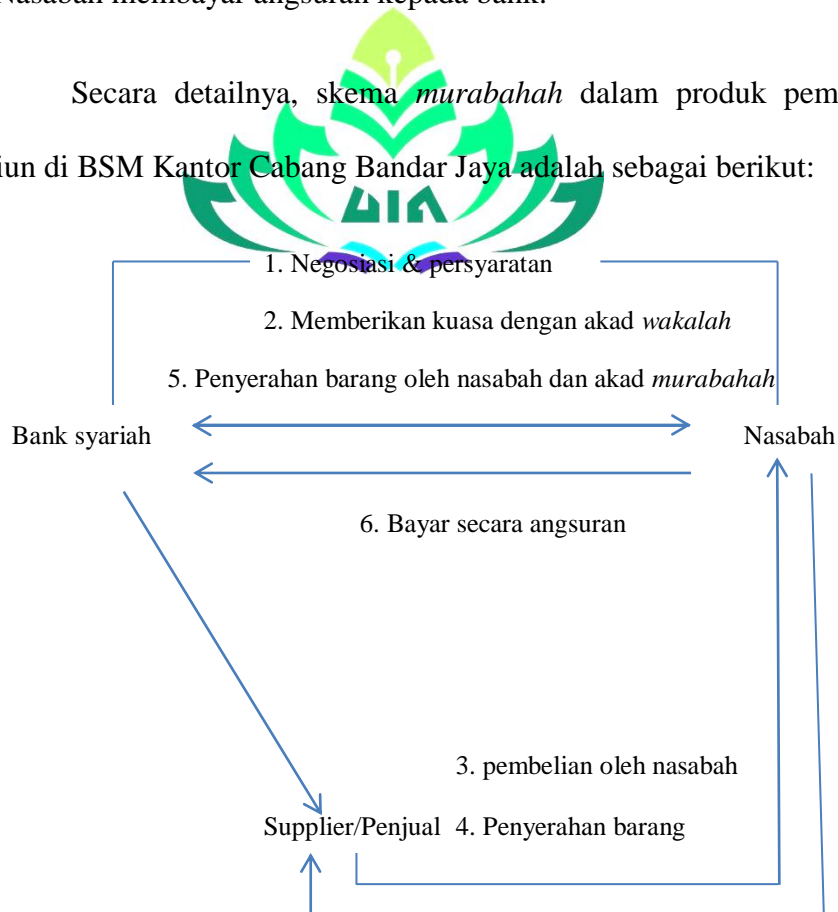 Nasabah membayar angsuran kepada bank.
Secara detailnya, skema murabahah dalam produk pem
iun di BSM Kantor Cabang Bandar Jaya adalah sebagai berikut:
UIN
1. Negosiasi & persyaratan
2. Memberikan kuasa dengan akad wakalah
5. Penyerahan barang oleh nasabah dan akad murabahah
Bank syariah
Nasabah
6. Bayar secara angsuran
3. pembelian oleh nasabah
Supplier/Penjual 4. Penyerahan barang